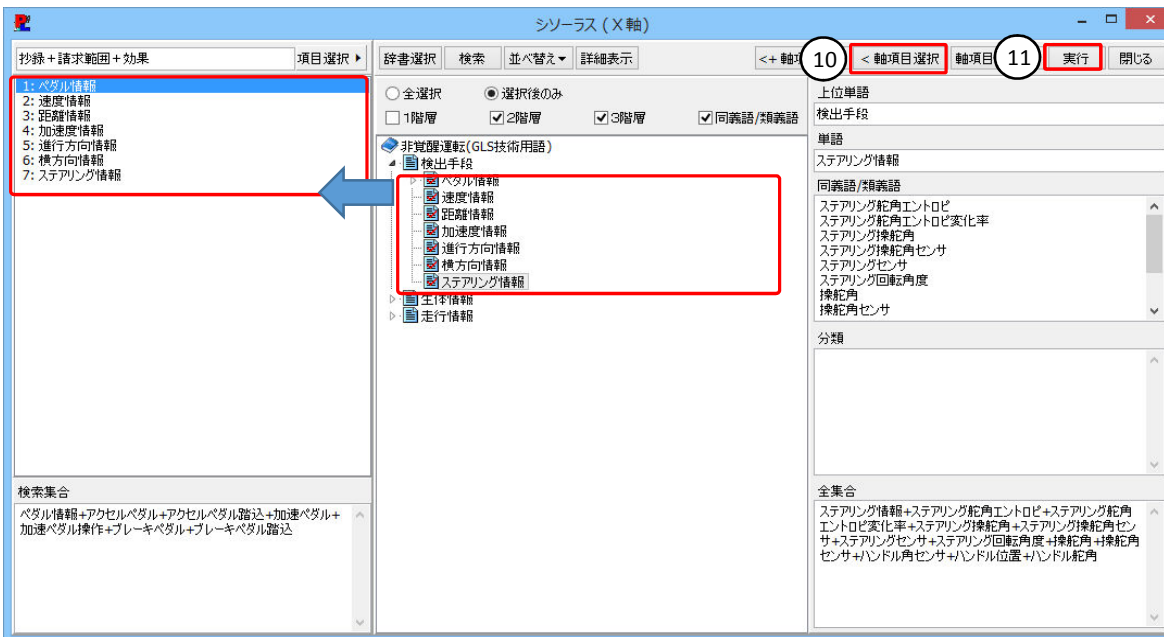 シソーラス (X軸)
抄録+請求範囲+効果
項目選択
辞書選択
検索
並べ替え
詳細表示
<+ 軸項
10
< 軸項目選択
軸項目
11
実行
閉じる
1: ペダル情報
2: 速度情報
3: 距離情報
4: 加速度情報
5: 進行方向情報
6: 横方向情報
7: ステアリング情報
全選択
選択後のみ
1階層
2階層
3階層
同義語/類義語
非覚醒運転(GLS技術用語)
検出手段
ペダル情報
速度情報
距離情報
加速度情報
進行方向情報
横方向情報
ステアリング情報
生体情報
走行情報
上位単語
検出手段
単語
ステアリング情報
同義語/類義語
ステアリング舵角エントロピ
ステアリング舵角エントロピ変化率
ステアリング操舵角
ステアリング操舵角センサ
ステアリングセンサ
ステアリング回転角度
操舵角
操舵角センサ
分類
検索集合
ペダル情報+アクセルペダル+アクセルペダル踏込+加速ペダル+
加速ペダル操作+ブレーキペダル+ブレーキペダル踏込
全集合
ステアリング情報+ステアリング舵角エントロピ+ステアリング舵角
エントロピ変化率+ステアリング操舵角+ステアリング操舵角セン
サ+ステアリングセンサ+ステアリング回転角度+操舵角+操舵角
センサ+ハンドル角センサ+ハンドル位置+ハンドル舵角